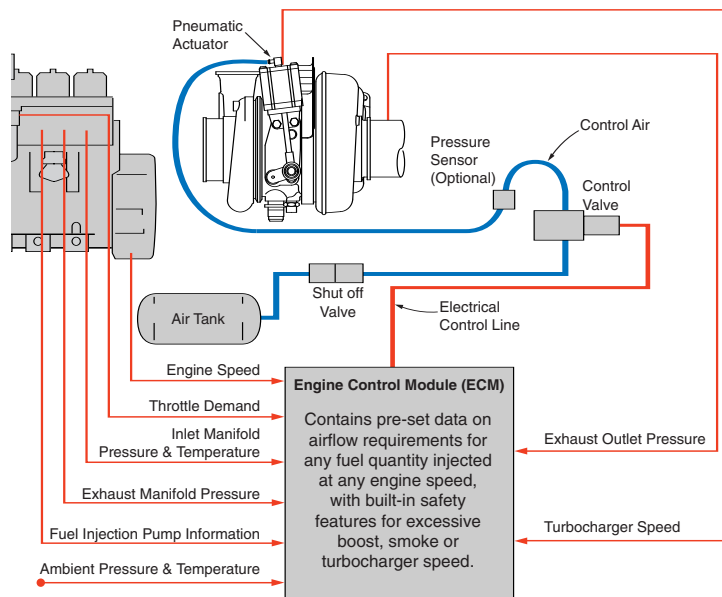 Pneumatic
Actuator
Pressure
Sensor
(Optional)
Control Air
Control
Valve
Air Tank
Shut off
Valve
Electrical
Control Line
Engine Speed
Throttle Demand
Inlet Manifold
Pressure & Temperature
Exhaust Manifold Pressure
Fuel Injection Pump Information
Ambient Pressure & Temperature
Engine Control Module (ECM)
Contains pre-set data on
airflow requirements for
any fuel quantity injected
at any engine speed,
with built-in safety
features for excessive
boost, smoke or
turbocharger speed.
Exhaust Outlet Pressure
Turbocharger Speed